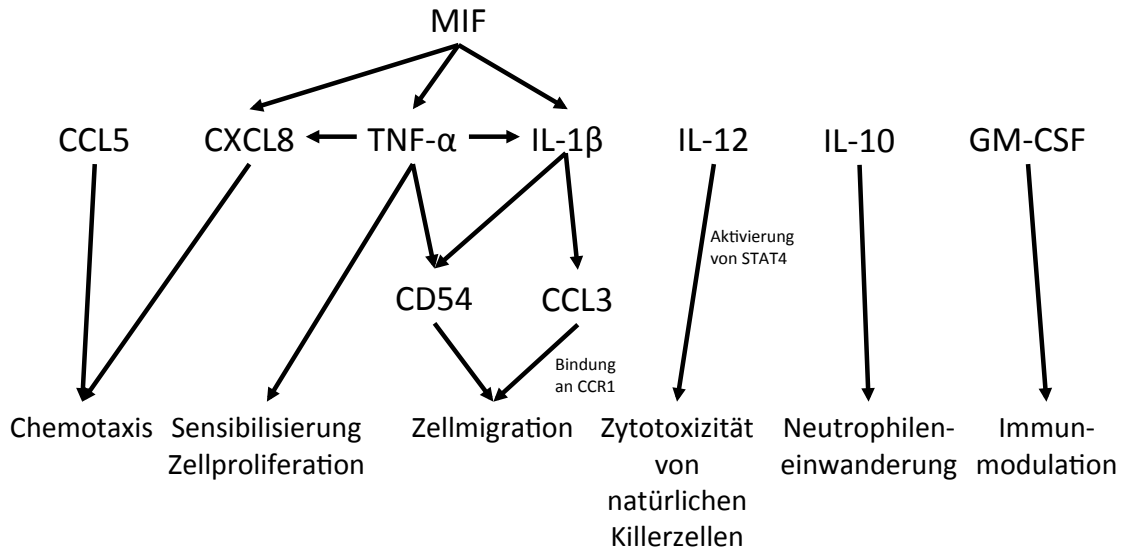 MIF
CCL5 CXCL8 TNF-α IL-1β IL-12 IL-10 GM-CSF
Aktivierung
von STAT4
CD54 CCL3
Bindung
an CCR1
Chemotaxis Sensibilisierung Zellmigration Zytotoxizität Neutrophilen- Immun-
Zellproliferation von einwanderung modulation
natürlichen
Killerzellen